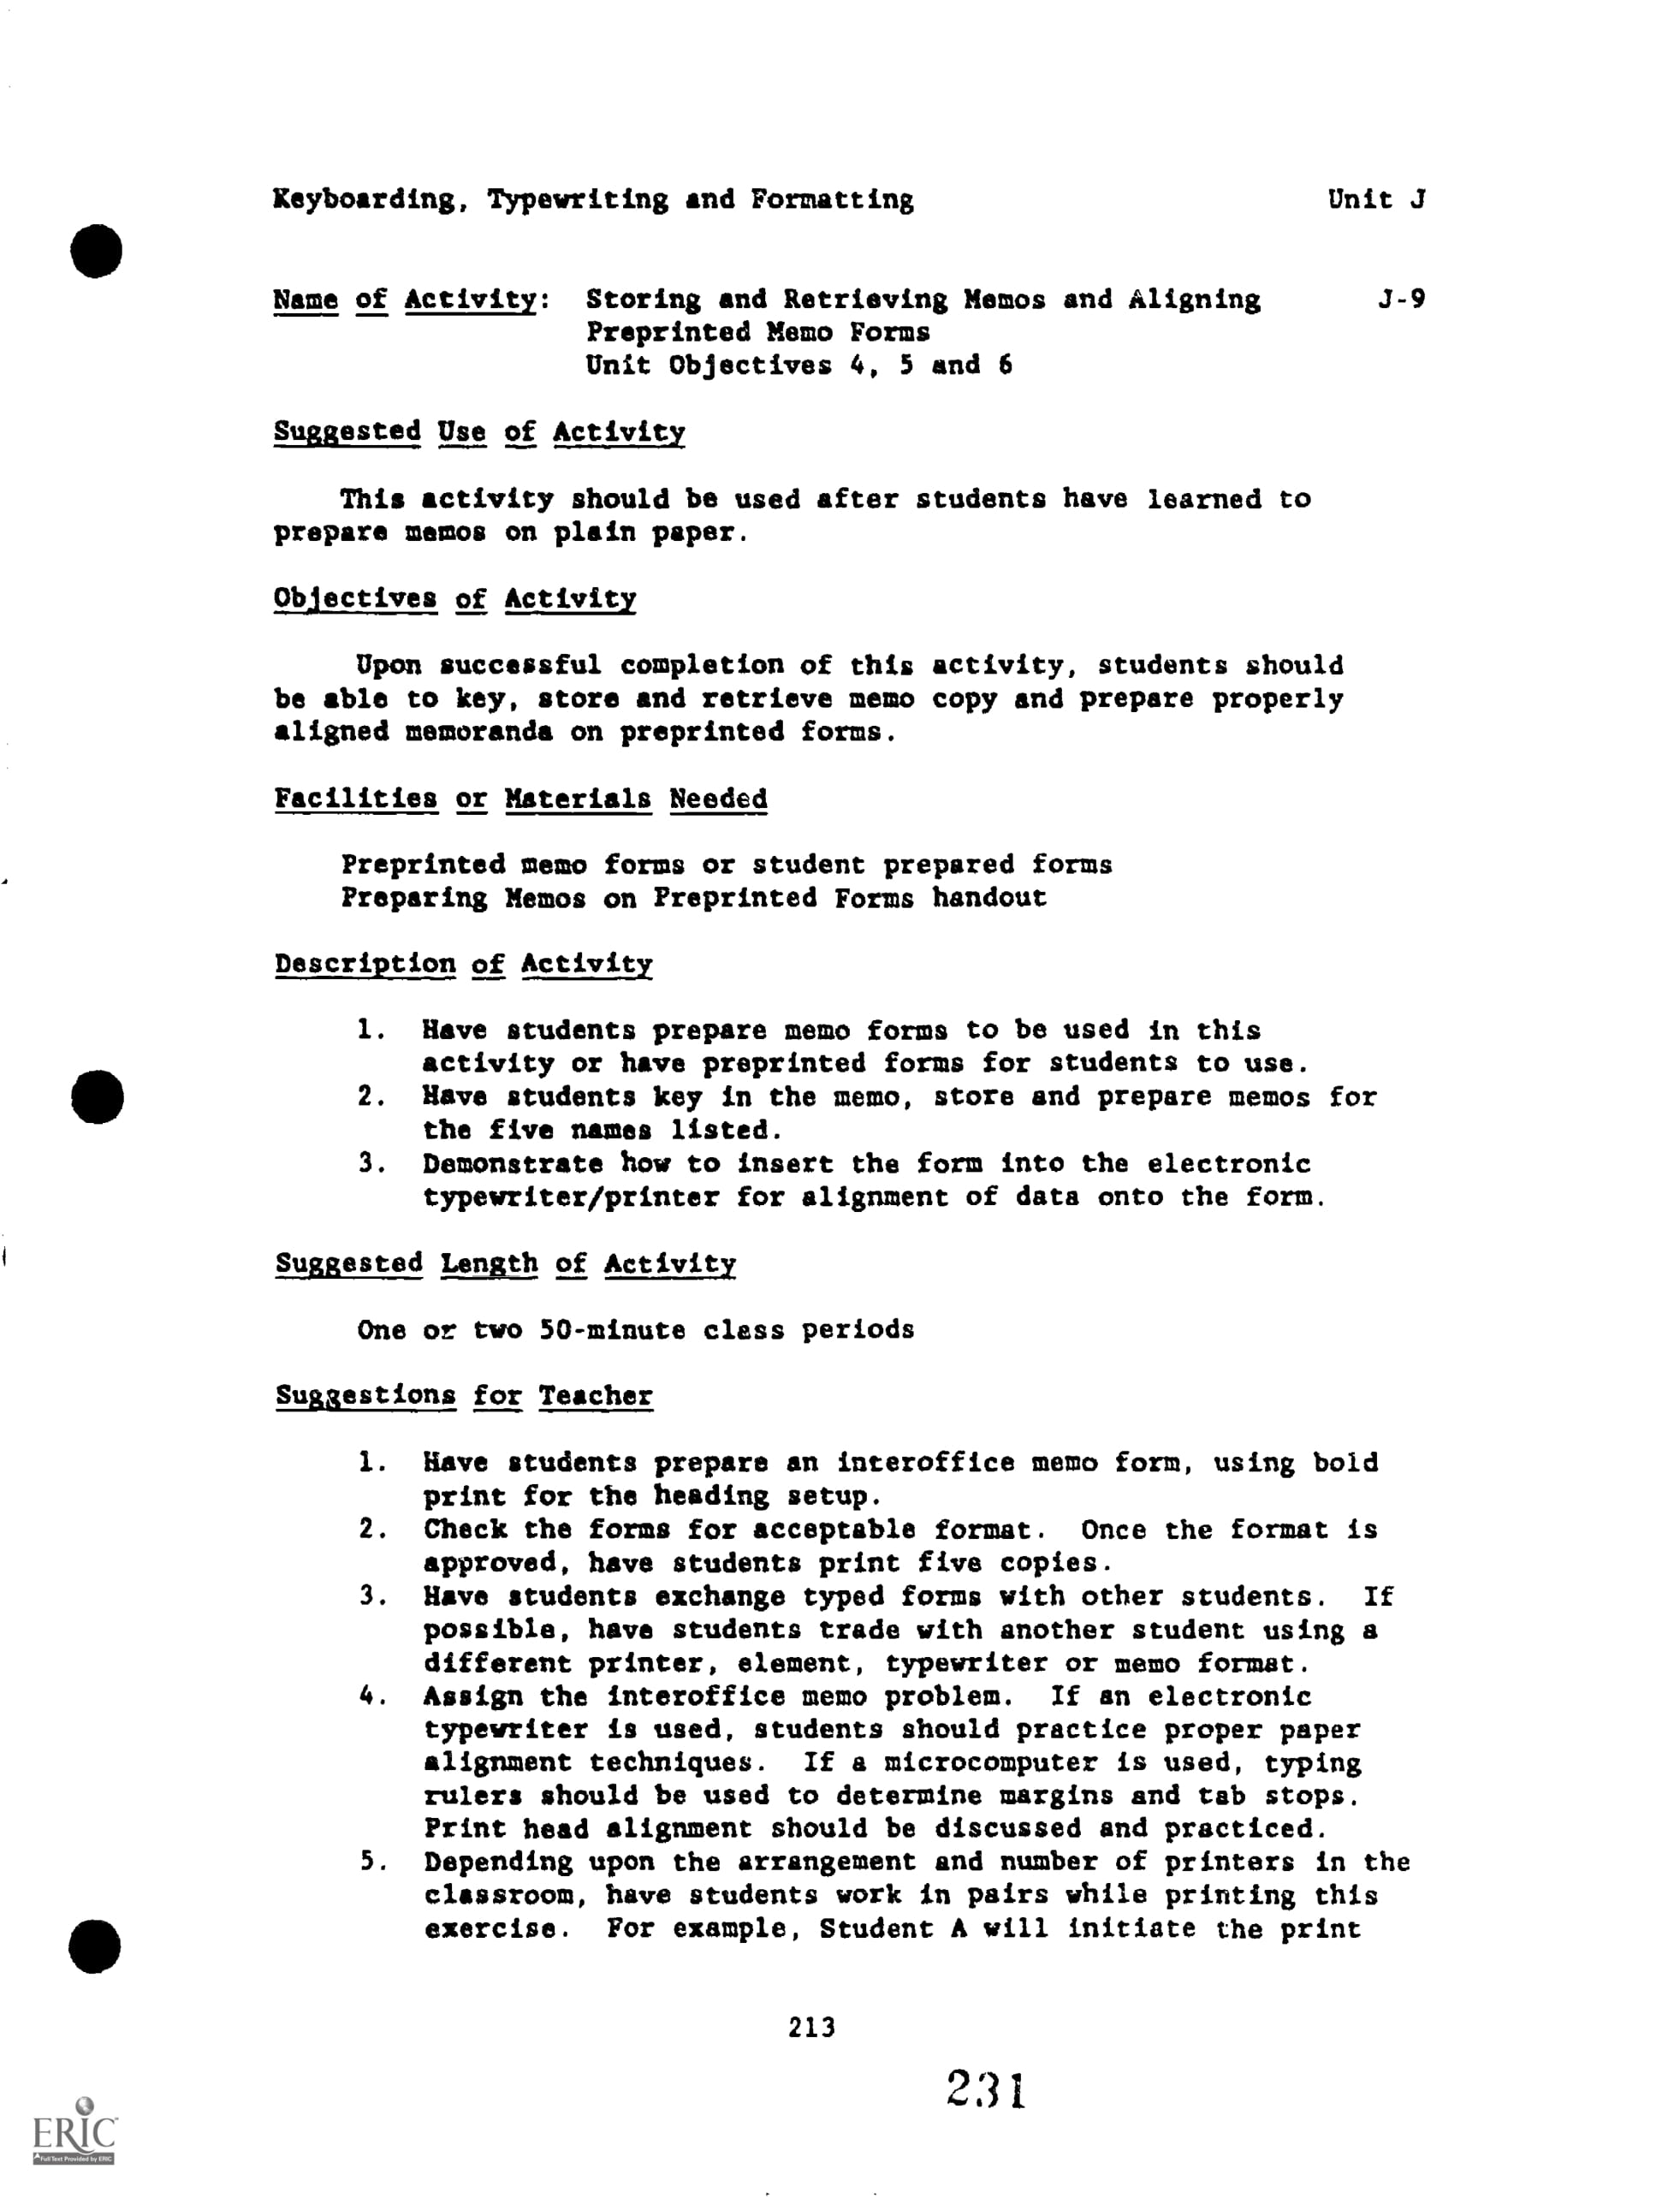 Keyboarding, Typewriting and Formatting Unit J
Name of Activity: Storing and Retrieving Memos and Aligning J-9
Preprinted Memo Forms
Unit Objectives 4, 5 and 6
Suggested Use of Activity
This activity should be used after students have learned to
prepare memos on plain paper.
Objectives of Activity
Upon successful completion of this activity, students should
be able to key, store and retrieve memo copy and prepare properly
aligned memoranda on preprinted forms.
Facilities or Materials Needed
Preprinted memo forms or student prepared forms
Preparing Memos on Preprinted Forms handout
Description of Activity
1. Have students prepare memo forms to be used in this
activity or have preprinted forms for students to use.
2. Have students key in the memo, store and prepare memos for
the five names listed.
3. Demonstrate how to insert the form into the electronic
typewriter/printer for alignment of data onto the form.
Suggested Length of Activity
One or two 50-minute class periods
Suggestions for Teacher
1. Have students prepare an interoffice memo form, using bold
print for the heading setup.
2. Check the forms for acceptable format. Once the format is
approved, have students print five copies.
3. Have students exchange typed forms with other students. If
possible, have students trade with another student using a
different printer, element, typewriter or memo format.
4. Assign the interoffice memo problem. If an electronic
typewriter is used, students should practice proper paper
alignment techniques. If a microcomputer is used, typing
rulers should be used to determine margins and tab stops.
Print head alignment should be discussed and practiced.
5. Depending upon the arrangement and number of printers in the
classroom, have students work in pairs while printing this
exercise. For example, Student A will initiate the print
213
231
ERIC
Full Text Provided by ERIC